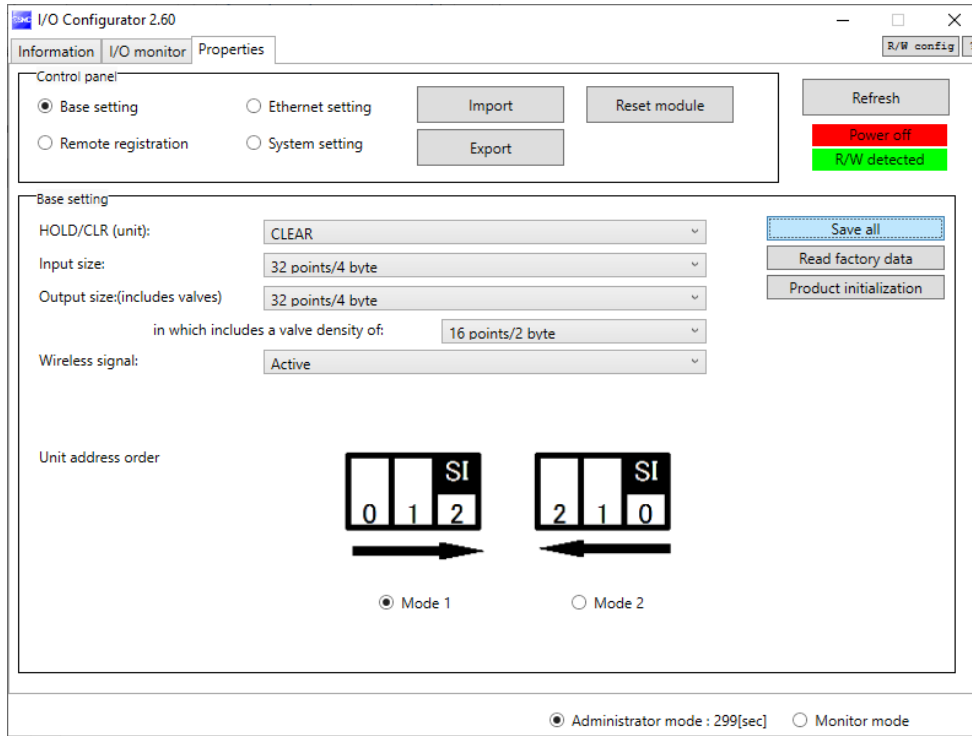 I/O Configurator 2.60
Information I/O monitor Properties R/W config
Control panel
Base setting Ethernet setting Import Reset module Refresh
Remote registration System setting Export
Power off
R/W detected
Base setting
HOLD/CLR (unit): CLEAR Save all
Input size: 32 points/4 byte Read factory data
Output size:(includes valves) 32 points/4 byte Product initialization
in which includes a valve density of: 16 points/2 byte
Wireless signal: Active
Unit address order
SI SI
0 1 2 2 1 0
Mode 1 Mode 2
Administrator mode : 299[sec] Monitor mode